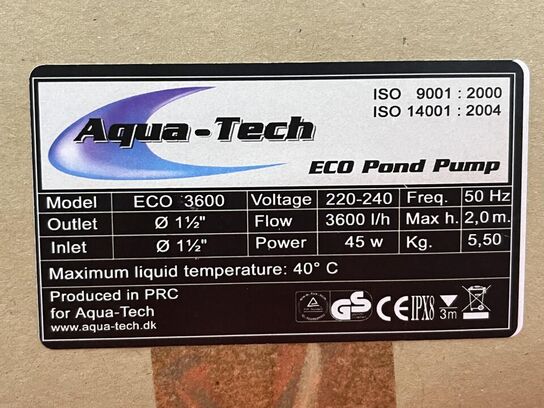 ISO 9001 : 2000
ISO 14001 : 2004
Aqua-Tech
ECO Pond Pump
Model ECO 3600 Voltage 220-240 Freq. 50 Hz
Outlet Ø 1½" Flow 3600 l/h Max h. 2,0 m.
Inlet Ø 1½" Power 45 w Kg. 5,50
Maximum liquid temperature: 40° C
Produced in PRC
for Aqua-Tech
www.aqua-tech.dk
GS CE IPX8 3m